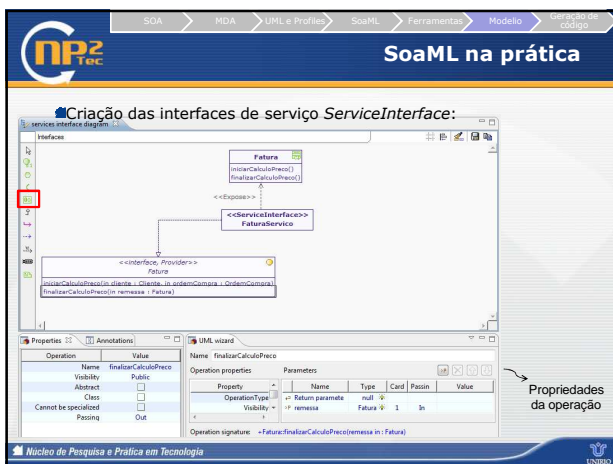 SOA MDA UML e Profiles SoaML Ferramentas Modelio Geração de código
NP2 Tec
SoaML na prática
Criação das interfaces de serviço ServiceInterface:
services interface diagram
Interfaces
Fatura
iniciarCalculoPreco()
finalizarCalculoPreco()
<<Expose>>
<<ServiceInterface>>
FaturaServico
<<interface, Provider>>
Fatura
iniciarCalculoPreco(in cliente : Cliente, in ordemCompra : OrdemCompra)
finalizarCalculoPreco(in remessa : Fatura)
Properties Annotations
Operation Value
Name finalizarCalculoPreco
Visibility Public
Abstract
Class
Cannot be specialized
Passing Out
UML wizard
Name finalizarCalculoPreco
Operation properties Parameters
Property
OperationType
Visibility
Name Type Card Passin Value
Return paramete null
remessa Fatura 1 In
Operation signature +Fatura:finalizarCalculoPreco(remessa in : Fatura)
Propriedades
da operação
Núcleo de Pesquisa e Prática em Tecnologia
UNIRIO